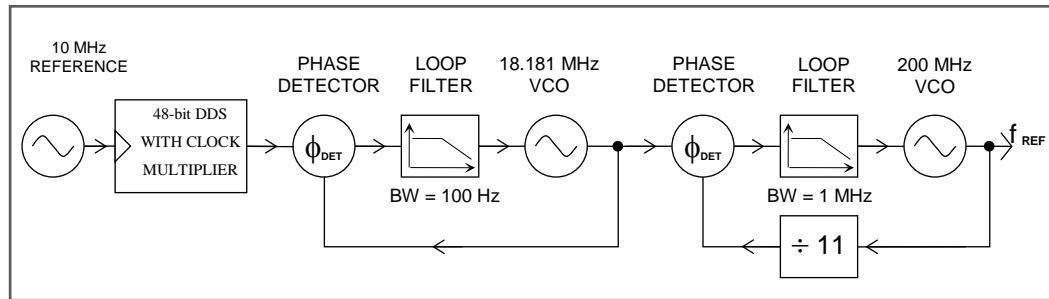 10 MHz
REFERENCE
48-bit DDS
WITH CLOCK
MULTIPLIER
PHASE
DETECTOR
ϕDET
LOOP
FILTER
BW = 100 Hz
18.181 MHz
VCO
PHASE
DETECTOR
ϕDET
LOOP
FILTER
BW = 1 MHz
200 MHz
VCO
f REF
÷ 11